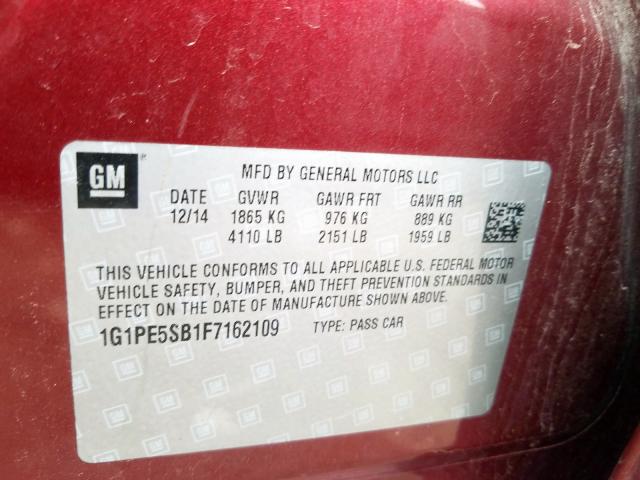 GM
MFD BY GENERAL MOTORS LLC
DATE GVWR GAWR FRT GAWR RR
12/14 1865 KG 976 KG 889 KG
4110 LB 2151 LB 1959 LB
THIS VEHICLE CONFORMS TO ALL APPLICABLE U.S. FEDERAL MOTOR
VEHICLE SAFETY, BUMPER, AND THEFT PREVENTION STANDARDS IN
EFFECT ON THE DATE OF MANUFACTURE SHOWN ABOVE.
1G1PE5SB1F7162109 TYPE: PASS CAR